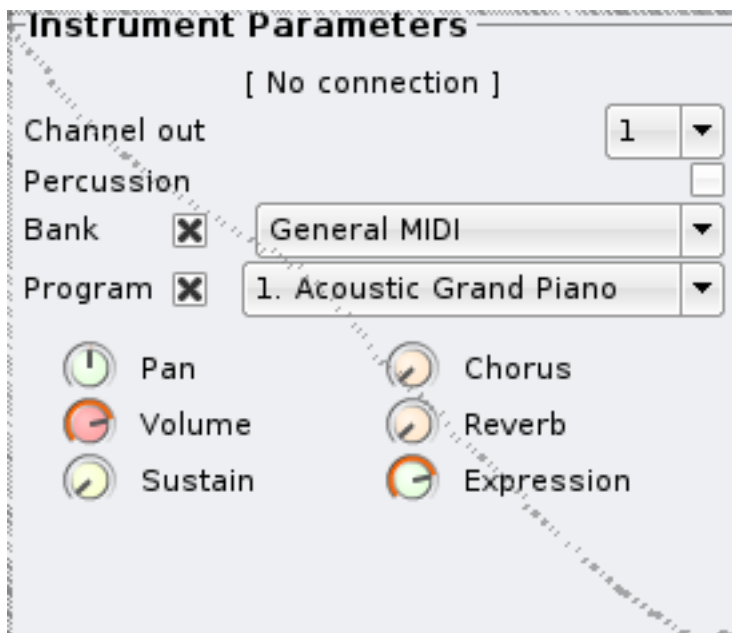 Instrument Parameters
[ No connection ]
Channel out 1
Percussion
Bank General MIDI
Program 1. Acoustic Grand Piano
Pan Chorus
Volume Reverb
Sustain Expression